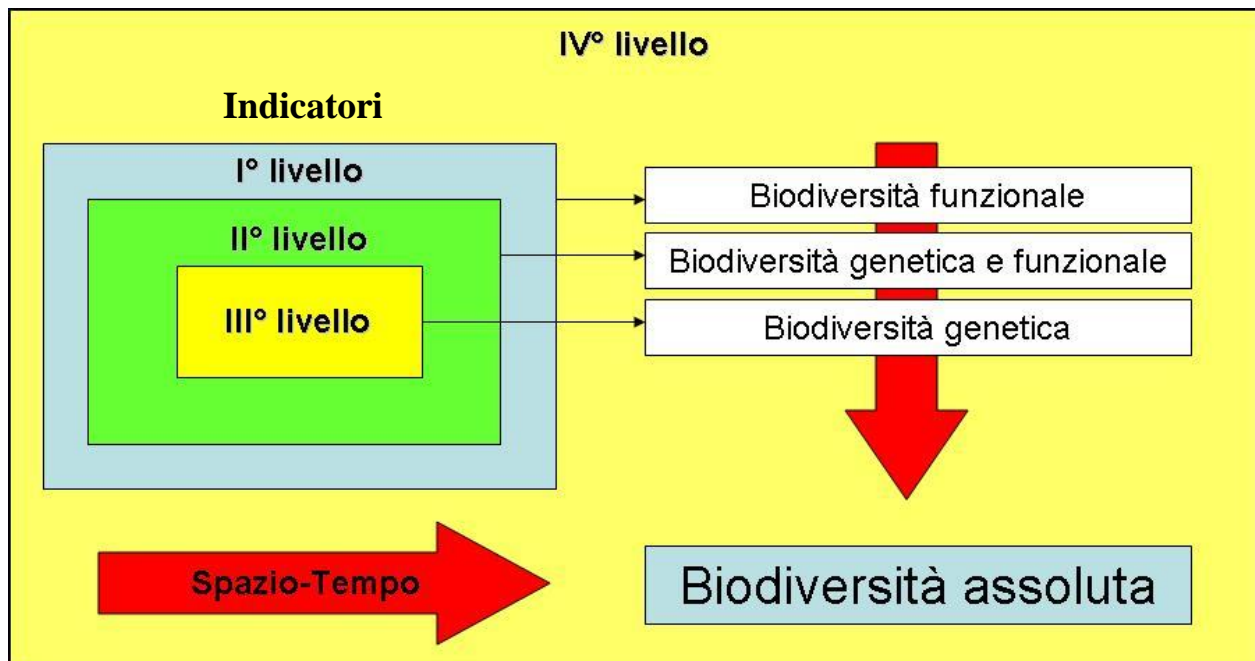 IV° livello
Indicatori
I° livello
II° livello
III° livello
Biodiversità funzionale
Biodiversità genetica e funzionale
Biodiversità genetica
Spazio-Tempo
Biodiversità assoluta